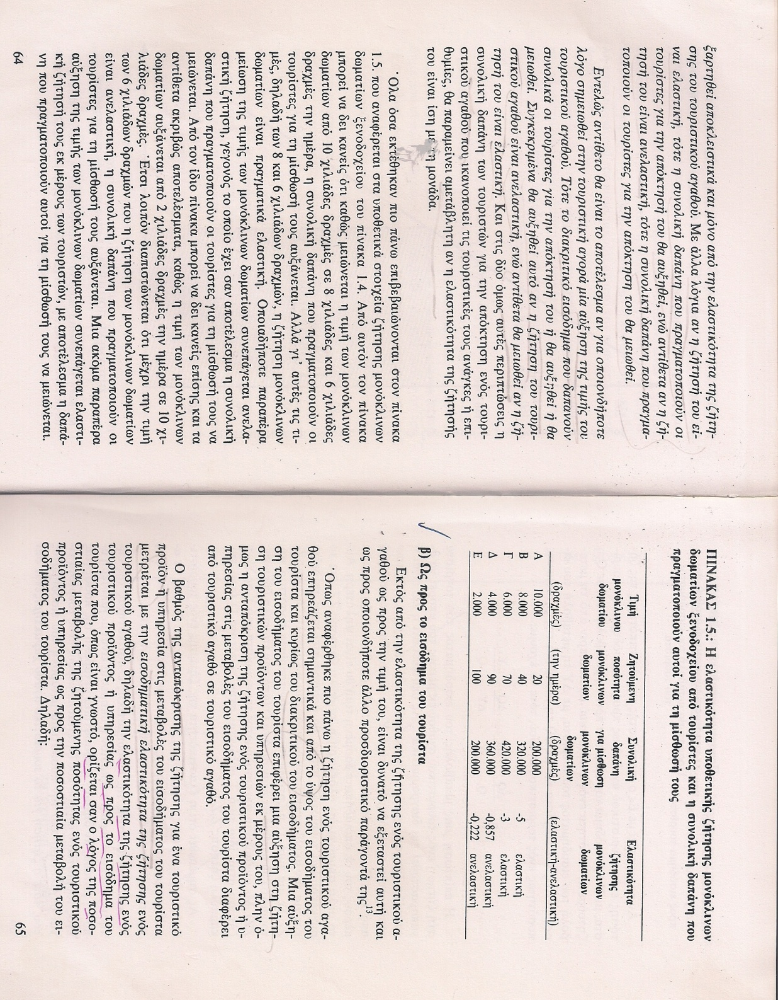 ξαρτηθεί αποκλειστικά και μόνο από την ελαστικότητα της ζήτη-
σης του τουριστικού αγαθού. Με άλλα λόγια αν η ζήτησή του εί-
ναι ελαστική, τότε η συνολική δαπάνη που πραγματοποιούν οι
τουρίστες για την απόκτησή του θα αυξηθεί, ενώ αντίθετα αν η ζή-
τησή του είναι ανελαστική, τότε η συνολική δαπάνη που πραγμα-
τοποιούν οι τουρίστες για την απόκτηση του θα μειωθεί.
Εντελώς αντίθετο θα είναι το αποτέλεσμα αν για οποιονδήποτε
λόγο σημειωθεί στην τουριστική αγορά μία αύξηση της τιμής του
τουριστικού αγαθού. Τότε το διακριτικό εισόδημα που δαπανούν
συνολικά οι τουρίστες για την απόκτησή του ή θα αυξηθεί ή θα
μειωθεί. Συγκεκριμένα θα αυξηθεί αυτό αν η ζήτηση του τουρι-
στικού αγαθού είναι ανελαστική, ενώ αντίθετα θα μειωθεί αν η ζή-
τησή του είναι ελαστική. Και στις δύο όμως αυτές περιπτώσεις η
συνολική δαπάνη των τουριστών για την απόκτηση ενός τουρι-
στικού αγαθού που ικανοποιεί τις τουριστικές τους ανάγκες ή επι-
θυμίες, θα παραμείνει αμετάβλητη αν η ελαστικότητα της ζήτησής
του είναι ίση με τη μονάδα.
Όλα όσα εκτέθηκαν πιο πάνω επιβεβαιώνονται στον πίνακα
1.5. που αναφέρεται στα υποθετικά στοιχεία ζήτησης μονόκλινων
δωματίων ξενοδοχείου του πίνακα 1.4. Από αυτόν τον πίνακα
μπορεί να δει κανείς ότι καθώς μειώνεται η τιμή των μονόκλινων
δωματίων από 10 χιλιάδες δραχμές σε 8 χιλιάδες και 6 χιλιάδες
δραχμές την ημέρα, η συνολική δαπάνη που πραγματοποιούν οι
τουρίστες για τη μίσθωσή τους αυξάνεται. Αλλά γι' αυτές τις τι-
μές, δηλαδή των 8 και 6 χιλιάδων δραχμών, η ζήτηση μονόκλινων
δωματίων είναι πραγματικά ελαστική. Οποιαδήποτε παραπέρα
μείωση της τιμής των μονόκλινων δωματίων συνεπάγεται ανελα-
στική ζήτηση, γεγονός το οποίο έχει σαν αποτέλεσμα η συνολική
δαπάνη που πραγματοποιούν οι τουρίστες για τη μίσθωσή τους να
μειώνεται. Από τον ίδιο πίνακα μπορεί να δει κανείς επίσης και τα
αντίθετα ακριβώς αποτελέσματα, καθώς η τιμή των μονόκλινων
δωματίων αυξάνεται από 2 χιλιάδες δραχμές την ημέρα σε 10 χι-
λιάδες δραχμές. Έτσι λοιπόν διαπιστώνεται ότι μέχρι την τιμή
των 6 χιλιάδων δραχμών που η ζήτηση των μονόκλινων δωματίων
είναι ανελαστική, η συνολική δαπάνη που πραγματοποιούν οι
τουρίστες για τη μίσθωσή τους αυξάνεται. Μια ακόμα παραπέρα
αύξηση της τιμής των μονόκλινων δωματίων συνεπάγεται ελαστι-
κή ζήτησή τους εκ μέρους των τουριστών, με αποτέλεσμα η δαπά-
νη που πραγματοποιούν αυτοί για τη μίσθωσή τους να μειώνεται.
64
ΠΙΝΑΚΑΣ 1.5.: Η ελαστικότητα υποθετικής ζήτησης μονόκλινων
δωματίων ξενοδοχείου από τουρίστες και η συνολική δαπάνη που
πραγματοποιούν αυτοί για τη μίσθωσή τους
Τιμή Ζητούμενη Συνολική Ελαστικότητα
μονόκλινου ποσότητα δαπάνη ζήτησης
δωματίου μονόκλινων για μίσθωση μονόκλινων
δωματίων μονόκλινων δωματίων
δωματίων
(δραχμές) (την ημέρα) (δραχμές) (ελαστική-ανελαστική)
Α 10.000 20 200.000
Β 8.000 40 320.000 -5 ελαστική
Γ 6.000 70 420.000 -3 ελαστική
Δ 4.000 90 360.000 -0,857 ανελαστική
Ε 2.000 100 200.000 -0,222 ανελαστική
β) Ως προς το εισόδημα του τουρίστα
Εκτός από την ελαστικότητα της ζήτησης ενός τουριστικού α-
γαθού ως προς την τιμή του, είναι δυνατό να εξεταστεί αυτή και
ως προς οποιονδήποτε άλλο προσδιοριστικό παράγοντά της¹³.
Όπως αναφέρθηκε πιο πάνω η ζήτηση ενός τουριστικού αγα-
θού επηρεάζεται σημαντικά και από το ύψος του εισοδήματος του
τουρίστα και κυρίως του διακριτικού του εισοδήματος. Μια αύξη-
ση του εισοδήματος του τουρίστα επιφέρει μια αύξηση στη ζήτη-
ση τουριστικών προϊόντων και υπηρεσιών εκ μέρους του, πλην ό-
μως η ανταπόκριση της ζήτησης ενός τουριστικού προϊόντος ή υ-
πηρεσίας στις μεταβολές του εισοδήματος του τουρίστα διαφέρει
από τουριστικό αγαθό σε τουριστικό αγαθό.
Ο βαθμός της ανταπόκρισης της ζήτησης για ένα τουριστικό
προϊόν ή υπηρεσία στις μεταβολές του εισοδήματος του τουρίστα
μετριέται με την εισοδηματική ελαστικότητα της ζήτησης ενός
τουριστικού αγαθού, δηλαδή την ελαστικότητα της ζήτησης ενός
τουριστικού προϊόντος ή υπηρεσίας ως προς το εισόδημα του
τουρίστα που, όπως είναι γνωστό, ορίζεται σαν ο λόγος της ποσο-
στιαίας μεταβολής της ζητούμενης ποσότητας ενός τουριστικού
προϊόντος ή υπηρεσίας ως προς την ποσοστιαία μεταβολή του ει-
σοδήματος του τουρίστα. Δηλαδή:
65